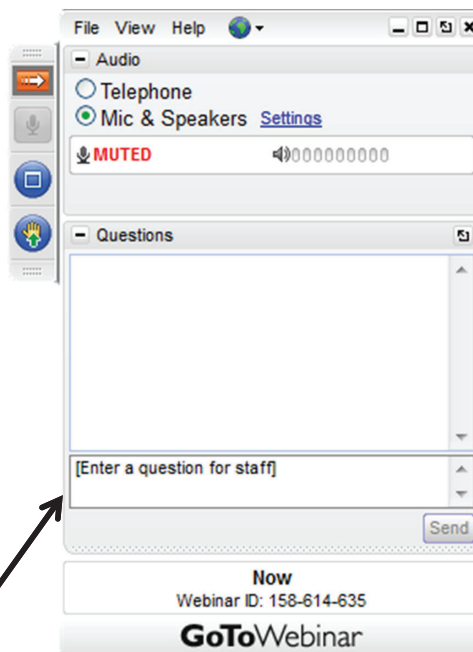 File View Help
Audio
Telephone
Mic & Speakers Settings
MUTED
Questions
[Enter a question for staff]
Send
Now
Webinar ID: 158-614-635
GoToWebinar